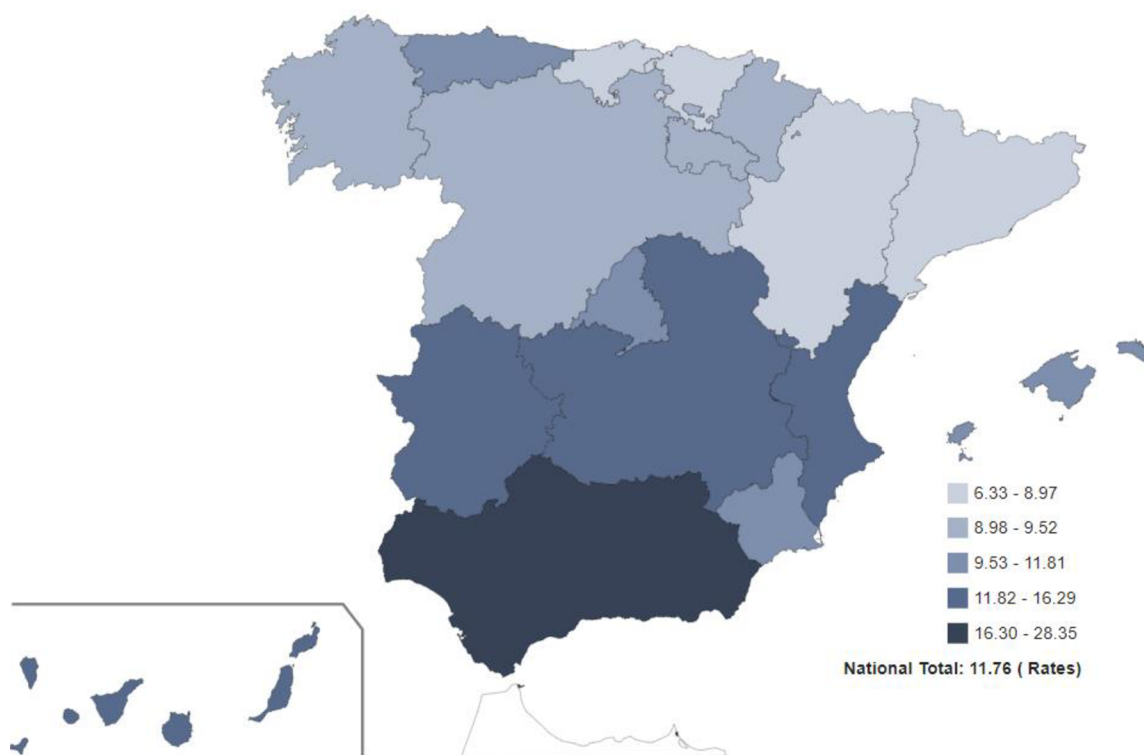 6.33 - 8.97
8.98 - 9.52
9.53 - 11.81
11.82 - 16.29
16.30 - 28.35
National Total: 11.76 ( Rates)